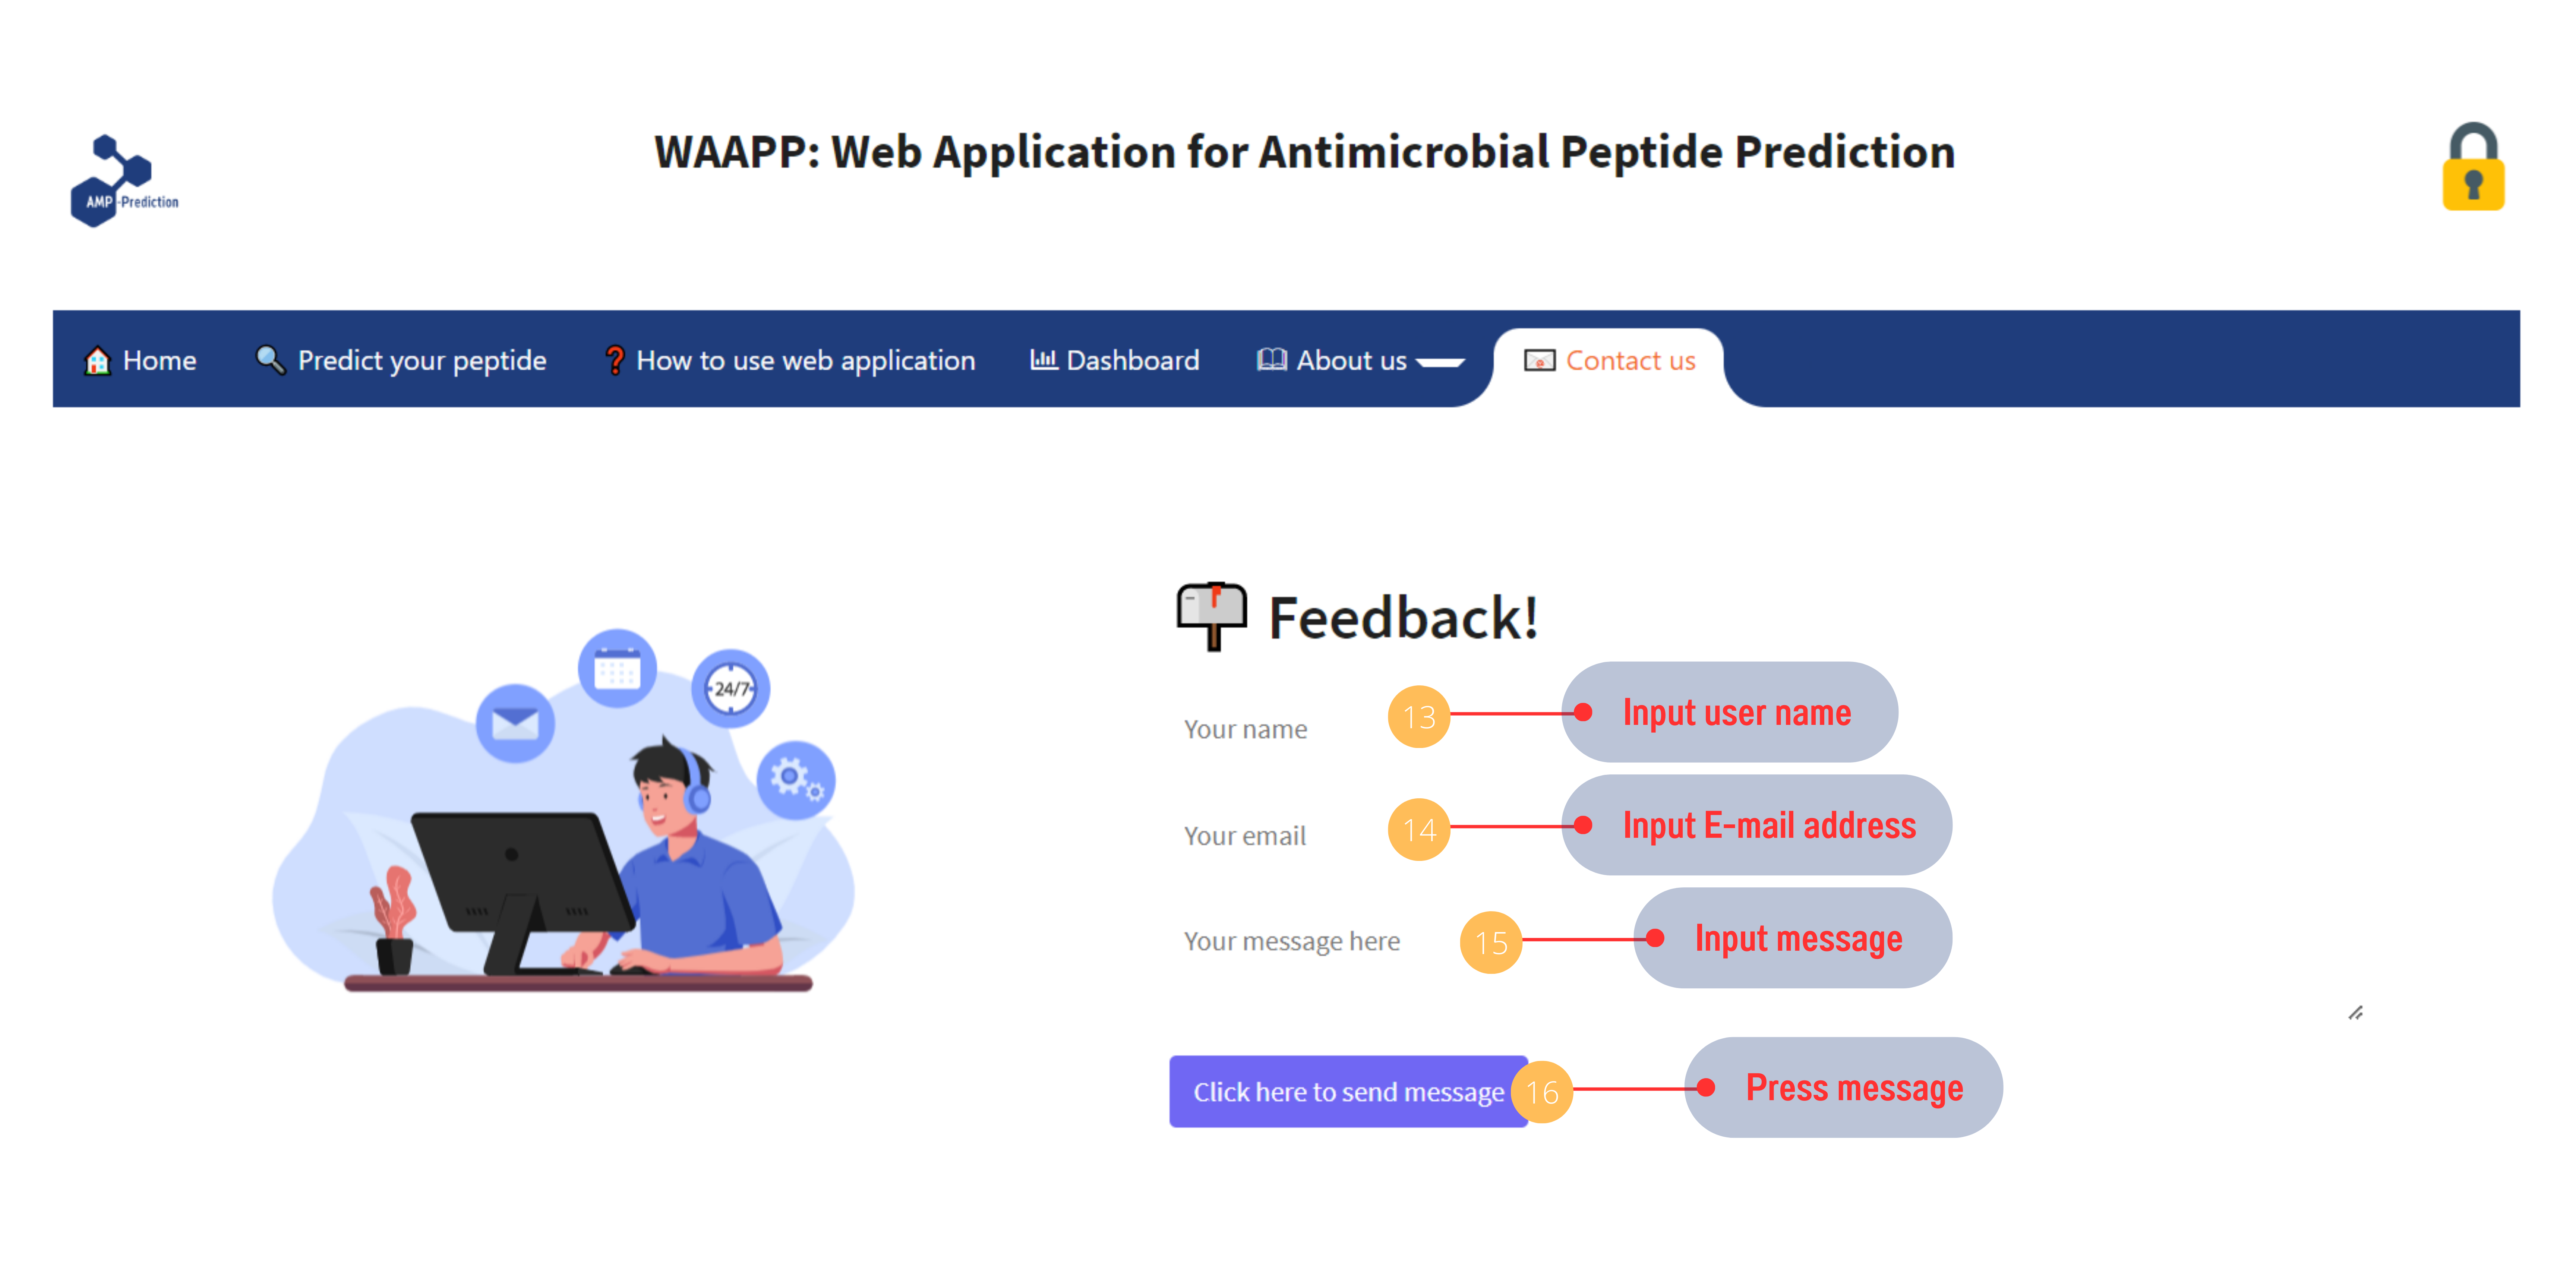 WAAPP: Web Application for Antimicrobial Peptide Prediction
AMP-Prediction
Home Predict your peptide How to use web application Dashboard About us Contact us
Feedback!
24/7
Your name 13 Input user name
Your email 14 Input E-mail address
Your message here 15 Input message
Click here to send message 16 Press message